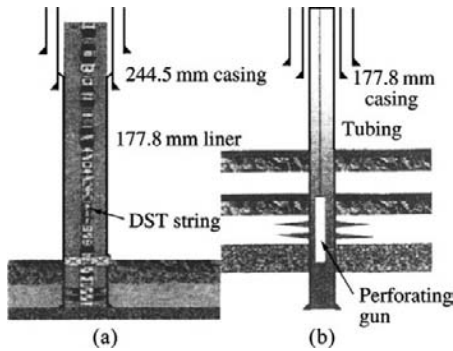 244.5 mm casing
177.8 mm liner
DST string
(a)
177.8 mm
casing
Tubing
Perforating
gun
(b)